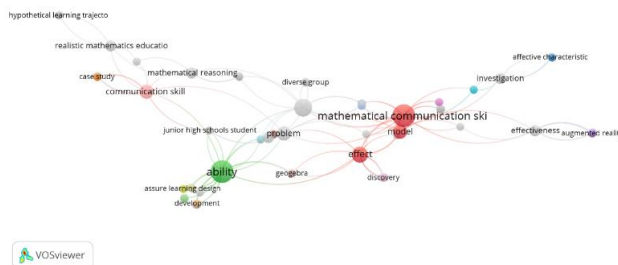 hypothetical learning trajecto
realistic mathematics educatio
affective characteristic
mathematical reasoning
investigation
case study
diverse group
communication skill
mathematical communication ski
junior high schools student
problem
model
effectiveness
augmented realit
effect
ability
geogebra
discovery
assure learning design
development
VOSviewer